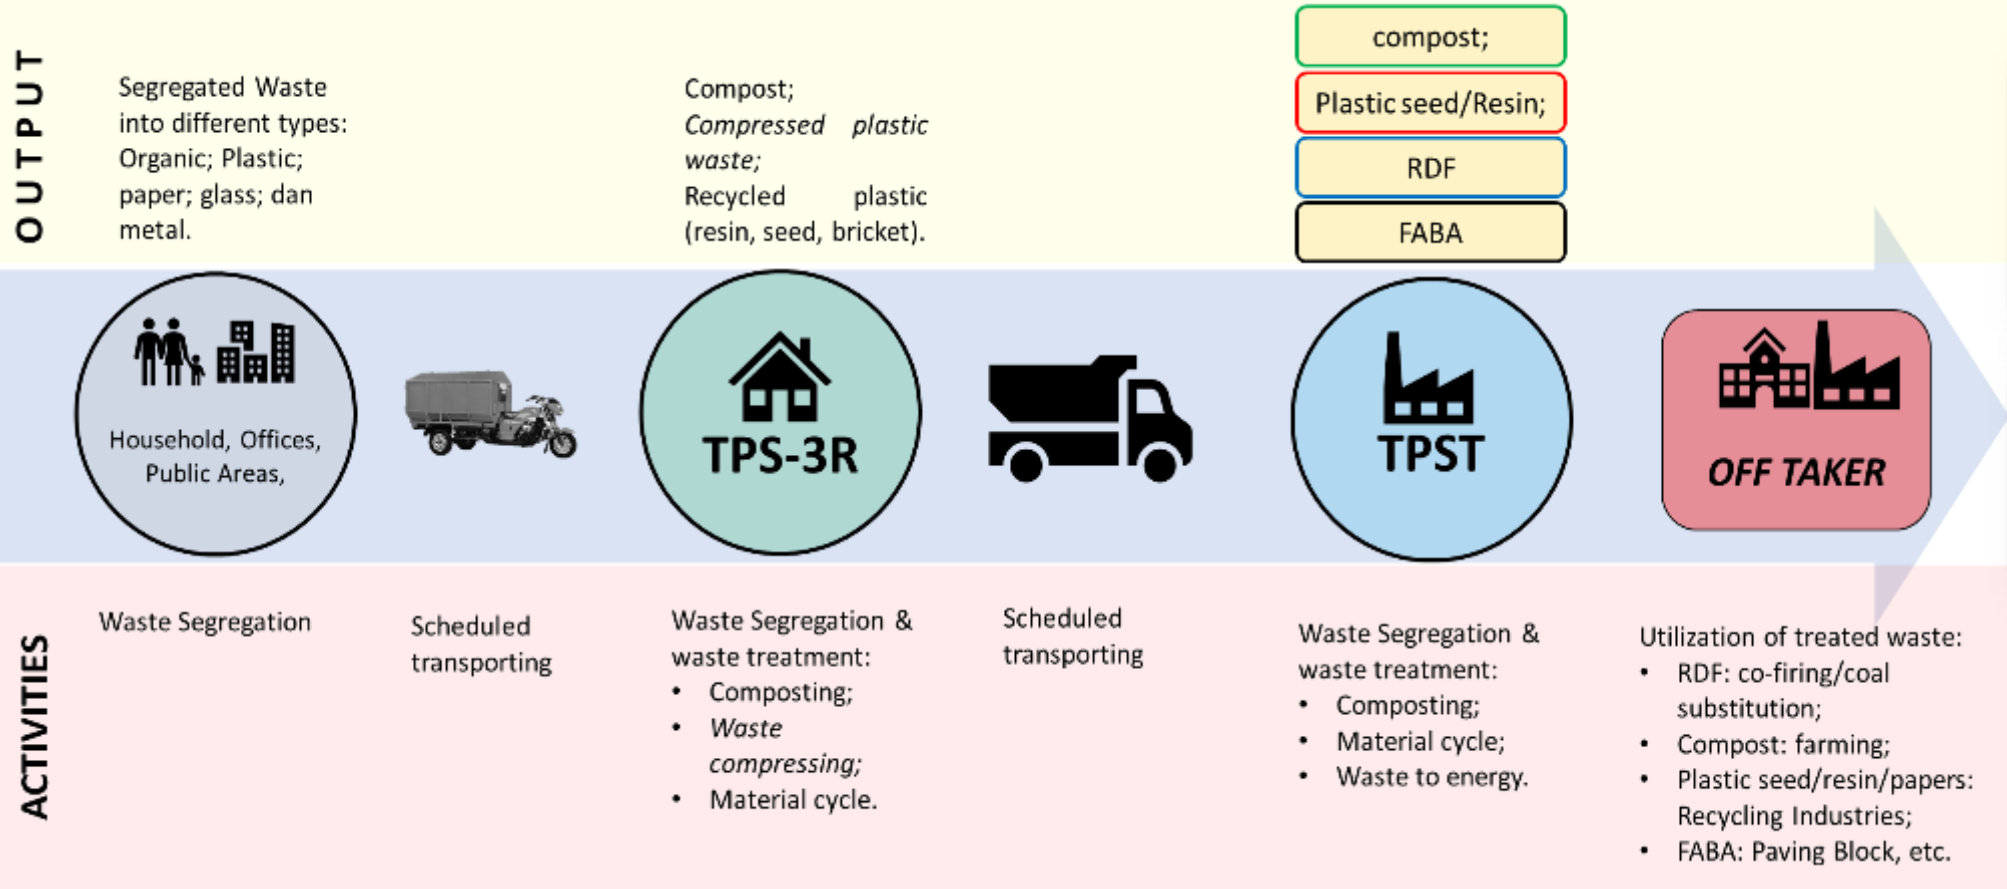 OUTPUT
Segregated Waste
into different types:
Organic; Plastic;
paper; glass; dan
metal.
Compost;
Compressed plastic
waste;
Recycled plastic
(resin, seed, bricket).
compost;
Plastic seed/Resin;
RDF
FABA
Household, Offices,
Public Areas,
TPS-3R
TPST
OFF TAKER
ACTIVITIES
Waste Segregation
Scheduled
transporting
Waste Segregation &
waste treatment:
• Composting;
• Waste
compressing;
• Material cycle.
Scheduled
transporting
Waste Segregation &
waste treatment:
• Composting;
• Material cycle;
• Waste to energy.
Utilization of treated waste:
• RDF: co-firing/coal
substitution;
• Compost: farming;
• Plastic seed/resin/papers:
Recycling Industries;
• FABA: Paving Block, etc.